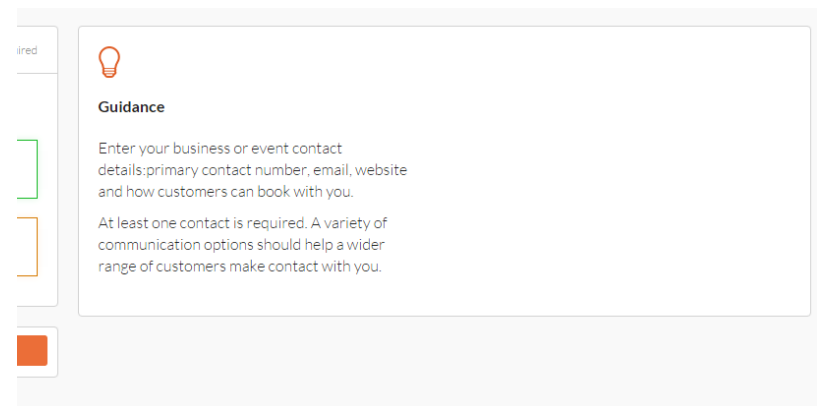 ired
Guidance
Enter your business or event contact
details:primary contact number, email, website
and how customers can book with you.
At least one contact is required. A variety of
communication options should help a wider
range of customers make contact with you.